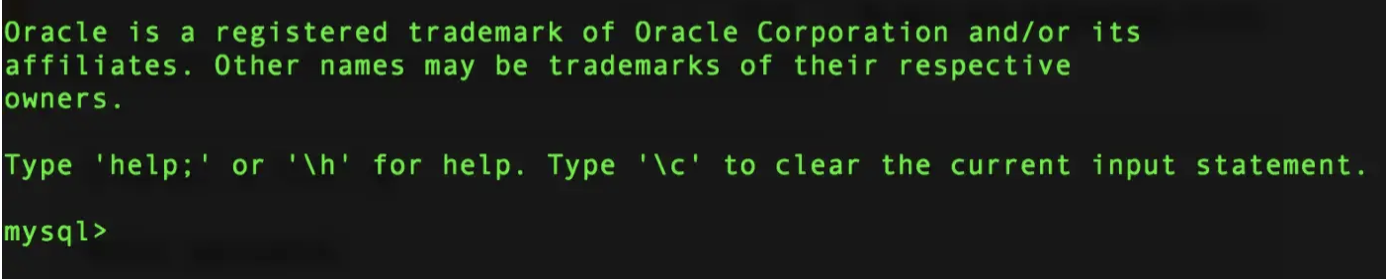 Oracle is a registered trademark of Oracle Corporation and/or its
affiliates. Other names may be trademarks of their respective
owners.
Type 'help;' or '\h' for help. Type '\c' to clear the current input statement.
mysql>